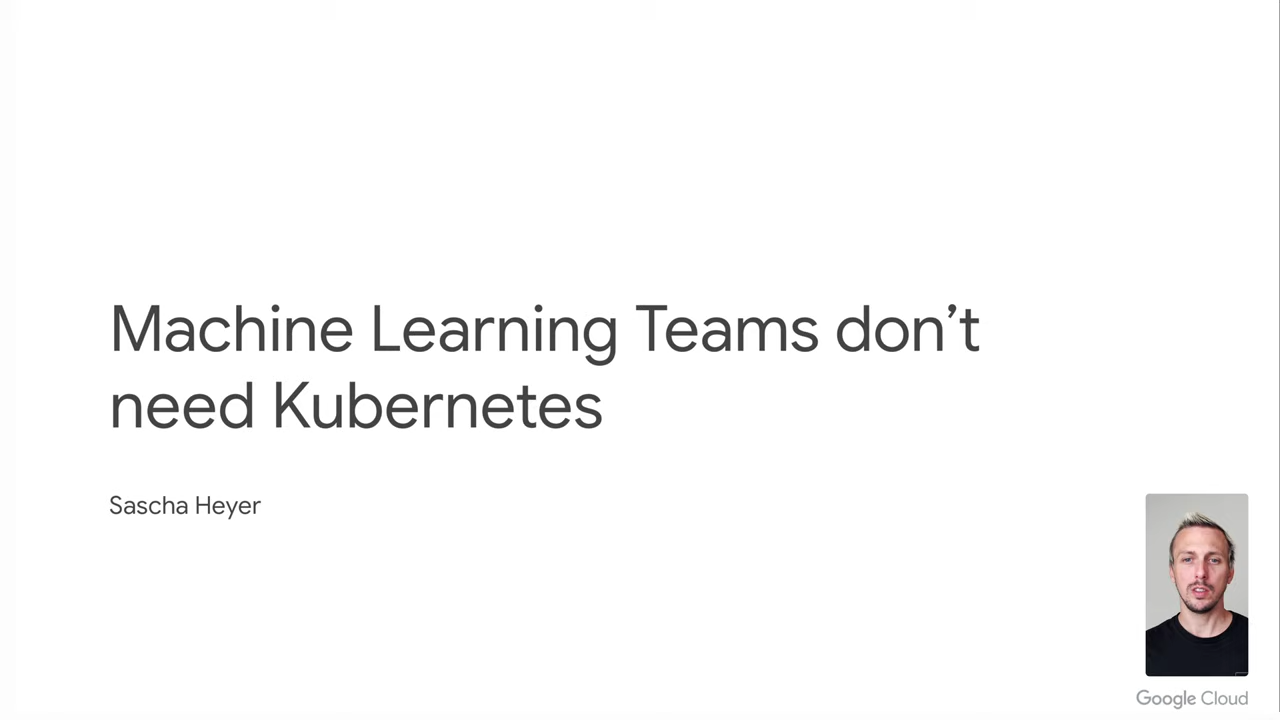 Machine Learning Teams don’t
need Kubernetes
Sascha Heyer
Google Cloud